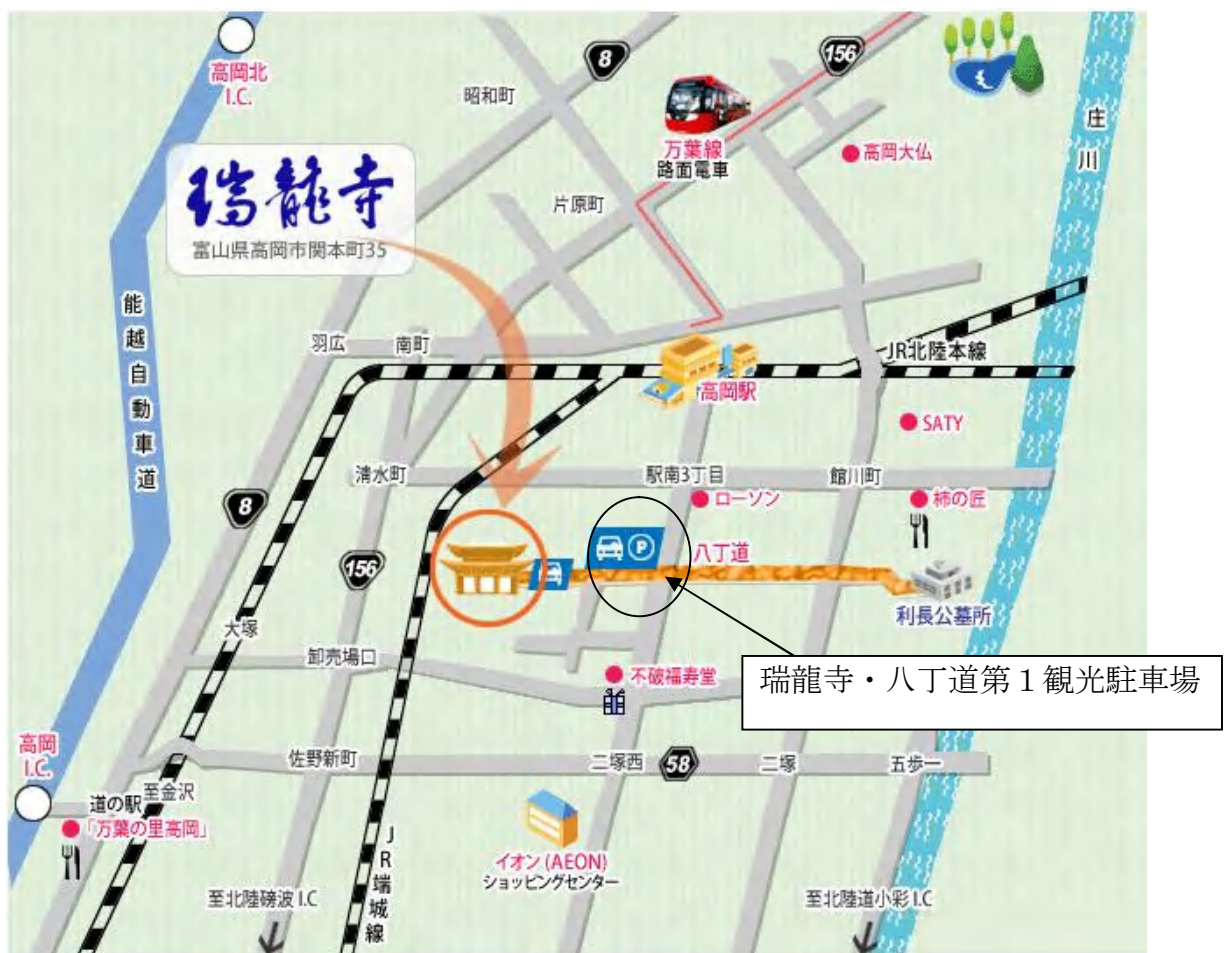 高岡北
I.C.
8
156
昭和町
万葉線
路面電車
高岡大仏
庄川
瑞龍寺
富山県高岡市関本町35
片原町
能越自動車道
羽広
南町
JR北陸本線
高岡駅
SATY
清水町
駅南3丁目
館川町
ローソン
柿の匠
8
P
八丁道
156
利長公墓所
大塚
卸売場口
不破福寿堂
瑞龍寺・八丁道第1観光駐車場
高岡
I.C.
佐野新町
二塚西
58
二塚
五歩一
至金沢
道の駅
「万葉の里高岡」
JR端城線
イオン(AEON)
ショッピングセンター
至北陸磅波I.C
至北陸道小彩I.C